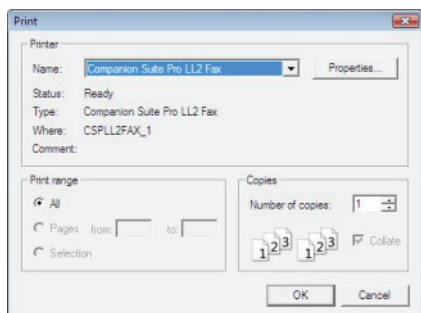 Print
Printer
Name: Companion Suite Pro LL2 Fax Properties...
Status: Ready
Type: Companion Suite Pro LL2 Fax
Where: CSPLL2FAX_1
Comment:
Print range
All
Pages from: to:
Selection
Copies
Number of copies: 1
1 2 3 1 2 3 Collate
OK Cancel